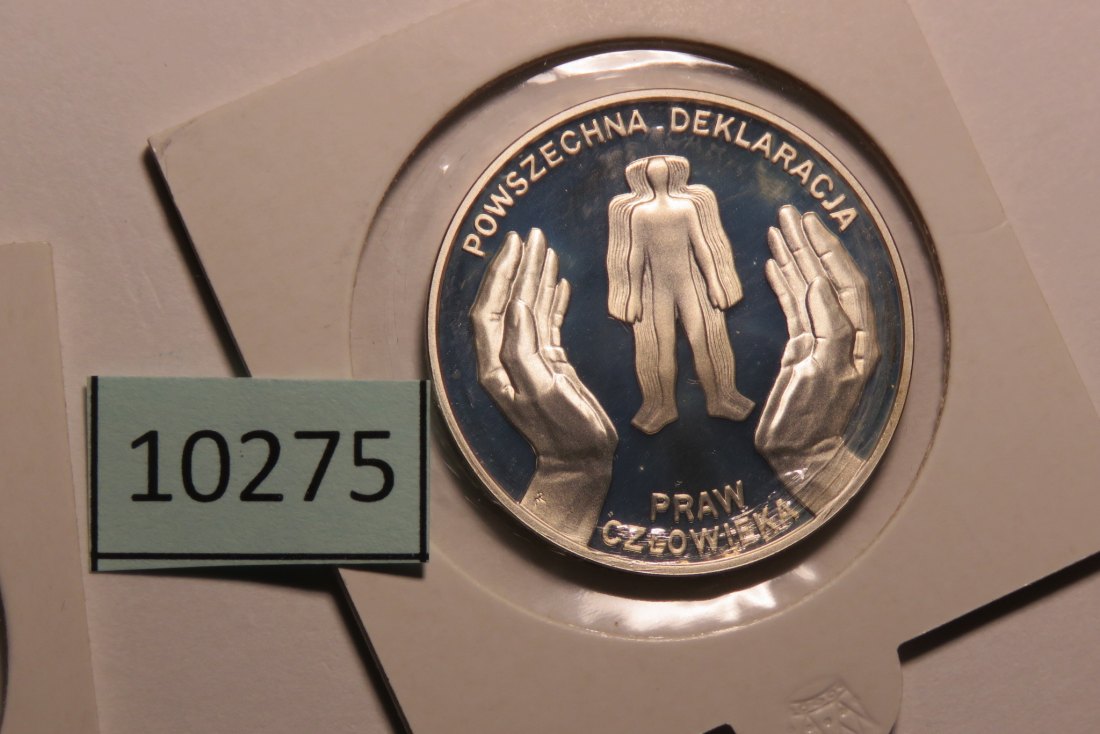 POWSZECHNA DEKLARACJA
PRAW
CZŁOWIEKA
10275